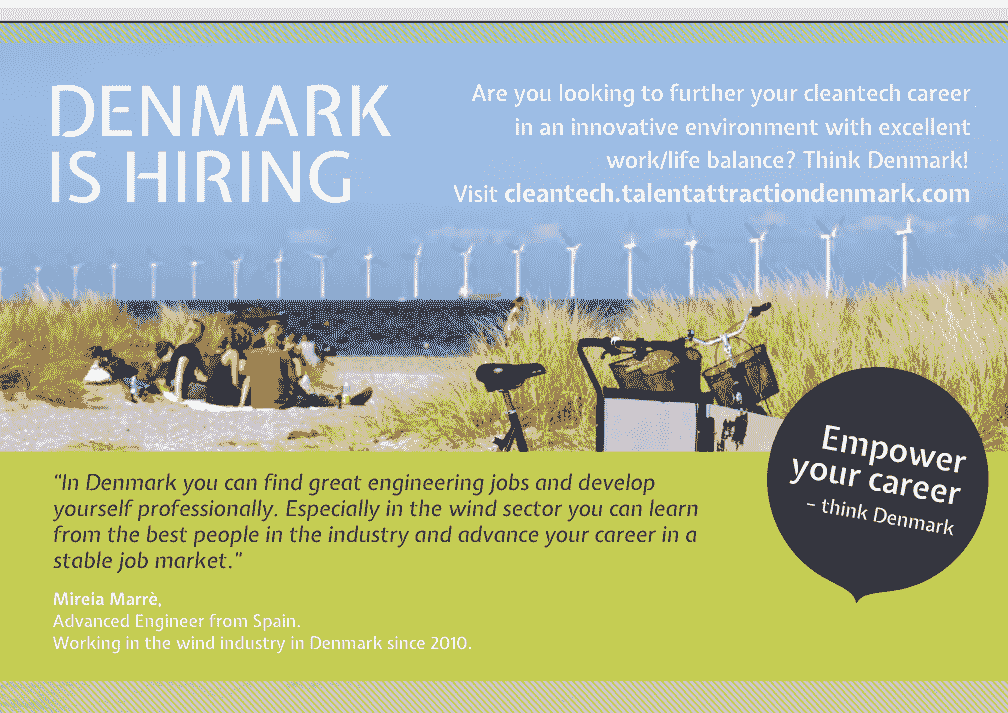 DENMARK
IS HIRING
Are you looking to further your cleantech career
in an innovative environment with excellent
work/life balance? Think Denmark!
Visit cleantech.talentattractiondenmark.com
"In Denmark you can find great engineering jobs and develop
yourself professionally. Especially in the wind sector you can learn
from the best people in the industry and advance your career in a
stable job market."
Mireia Marrè,
Advanced Engineer from Spain.
Working in the wind industry in Denmark since 2010.
Empower
your career
– think Denmark